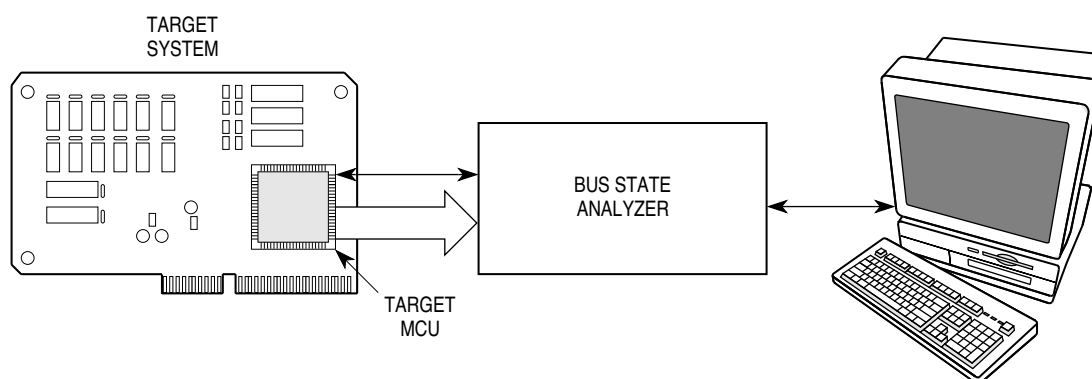 TARGET
SYSTEM
BUS STATE
ANALYZER
TARGET
MCU